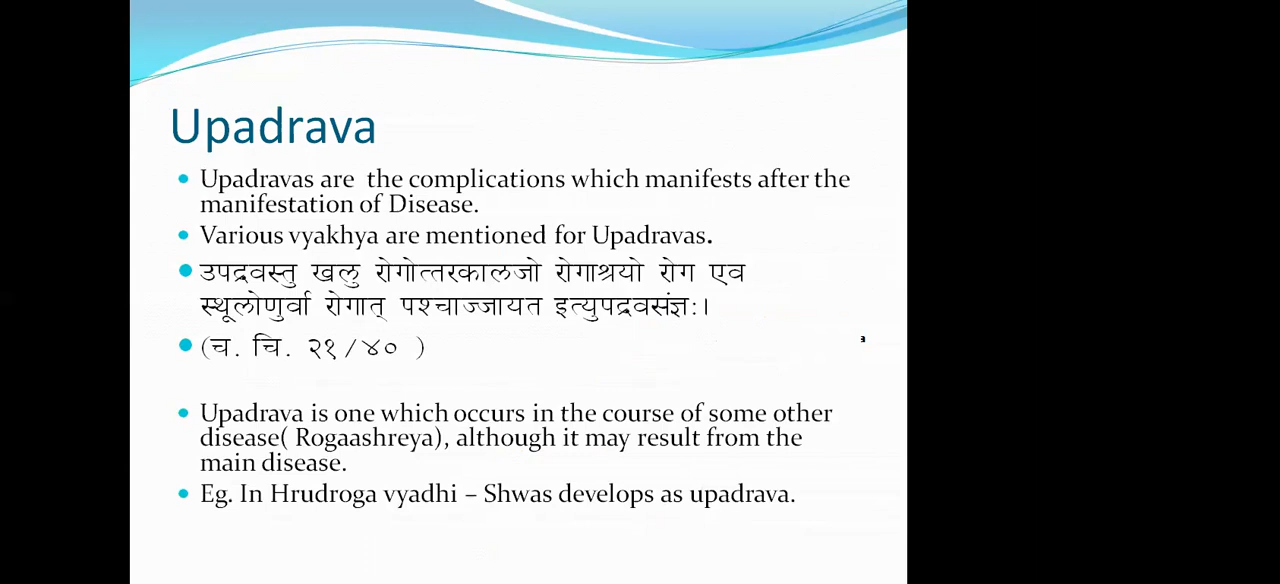 Upadrava
• Upadravas are the complications which manifests after the
manifestation of Disease.
• Various vyakhya are mentioned for Upadravas.
• उपद्रवस्तु खलु रोगोत्तरकालजो रोगाश्रयो रोग एव
स्थूलोणुर्वा रोगात् पश्चाज्जायत इत्युपद्रवसंज्ञः।
• (च. चि. २१/४० )
• Upadrava is one which occurs in the course of some other
disease( Rogaashreya), although it may result from the
main disease.
• Eg. In Hrudroga vyadhi – Shwas develops as upadrava.